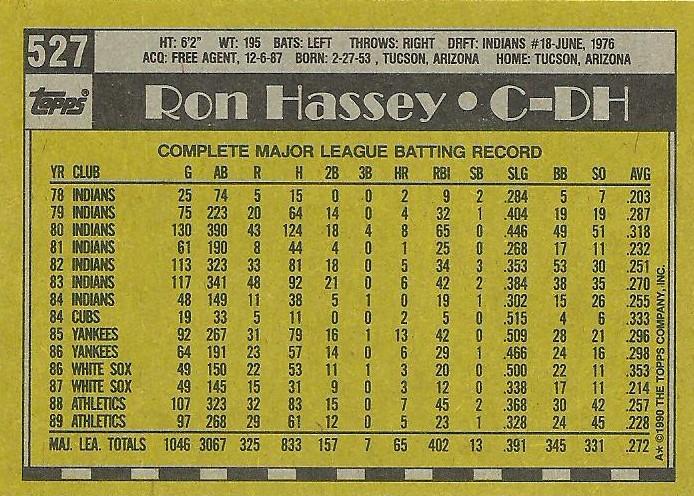 527
HT: 6'2" WT: 195 BATS: LEFT THROWS: RIGHT DRFT: INDIANS #18-JUNE, 1976
ACQ: FREE AGENT, 12-6-87 BORN: 2-27-53 , TUCSON, ARIZONA HOME: TUCSON, ARIZONA
topps®
Ron Hassey • C-DH
COMPLETE MAJOR LEAGUE BATTING RECORD
YR CLUB G AB R H 2B 3B HR RBI SB SLG BB SO AVG
78 INDIANS 25 74 5 15 0 0 2 9 2 .284 5 7 .203
79 INDIANS 75 223 20 64 14 0 4 32 1 .404 19 19 .287
80 INDIANS 130 390 43 124 18 4 8 65 0 .446 49 51 .318
81 INDIANS 61 190 8 44 4 0 1 25 0 .268 17 11 .232
82 INDIANS 113 323 33 81 18 0 5 34 3 .353 53 30 .251
83 INDIANS 117 341 48 92 21 0 6 42 2 .384 38 35 .270
84 INDIANS 48 149 11 38 5 1 0 19 1 .302 15 26 .255
84 CUBS 19 33 5 11 0 0 2 5 0 .515 4 6 .333
85 YANKEES 92 267 31 79 16 1 13 42 0 .509 28 21 .296
86 YANKEES 64 191 23 57 14 0 6 29 1 .466 24 16 .298
86 WHITE SOX 49 150 22 53 11 1 3 20 0 .500 22 11 .353
87 WHITE SOX 49 145 15 31 9 0 3 12 0 .338 17 11 .214
88 ATHLETICS 107 323 32 83 15 0 7 45 2 .368 30 42 .257
89 ATHLETICS 97 268 29 61 12 0 5 23 1 .328 24 45 .228
MAJ. LEA. TOTALS 1046 3067 325 833 157 7 65 402 13 .391 345 331 .272
A* ©1990 THE TOPPS COMPANY, INC.